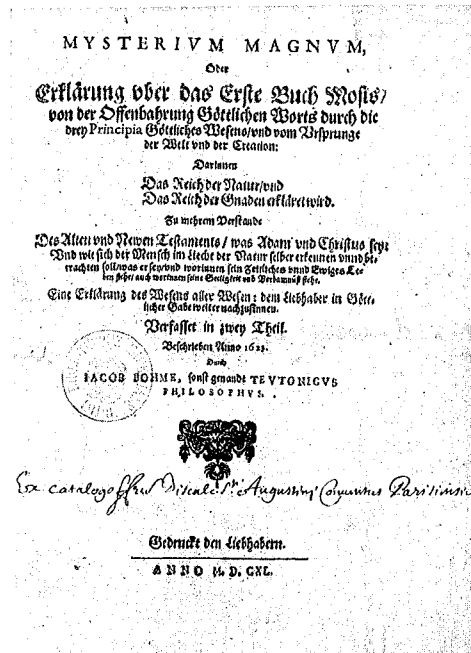 MYSTERIVM MAGNVM,
Oder
Erklärung vber das Erste Buch Mosis/
von der Offenbahrung Göttlichen Worts durch die
drey Principia Göttliches Wesens/vnd vom Vrsprunge
der Welt vnd der Creation:
Darinnen
Das Reich der Natur/vnd
Das Reich der Gnaden erkläret wird.
Zu mehrem Verstande
Des Alten vnd Newen Testaments/ was Adam vnd Christus sey:
Vnd wie sich der Mensch im Liecht der Natur selber erkennen vnnd be-
trachten soll/was er sey/vnd worinnen sein Zeitliches vnnd Ewiges Le-
ben stehe/ auch worinnen seine Seeligkeit vnd Verdamnüß stehe.
Eine Erklärung des Wesens aller Wesen: dem Liebhaber in Gött-
licher Gabe weiter nachzusinnen.
Verfasset in zwey Theil.
Beschrieben Anno 1623.
Durch
IACOB BÖHME, sonst genandt TEVTONICVS
PHILOSOPHVS.
Ex catalogo Augustini Conventus Parisiensis
Gedruckt den Liebhabern.
ANNO M. D. CXL.